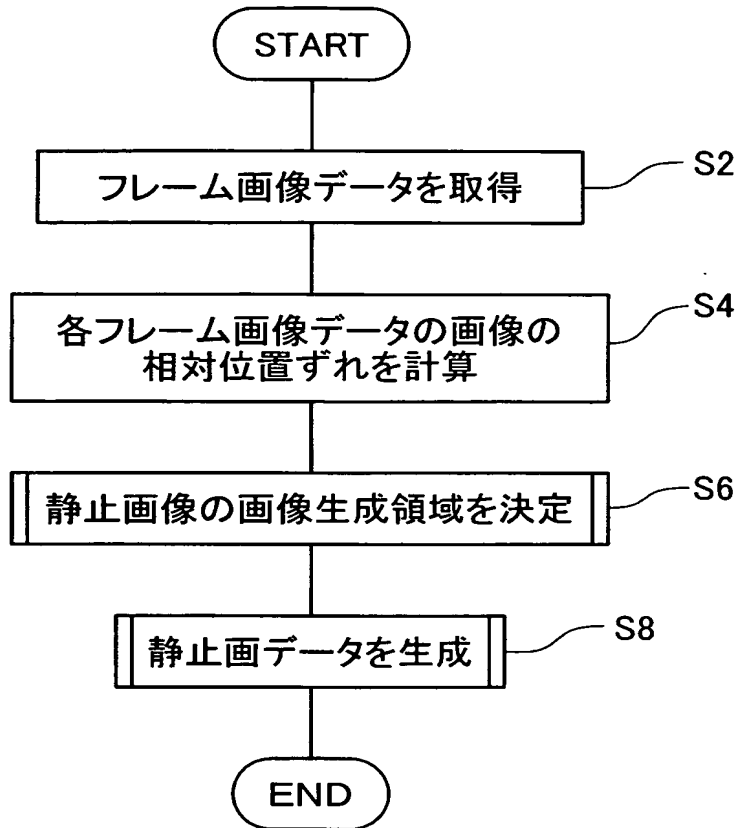 START
フレーム画像データを取得
S2
各フレーム画像データの画像の
相対位置ずれを計算
S4
静止画像の画像生成領域を決定
S6
静止画データを生成
S8
END